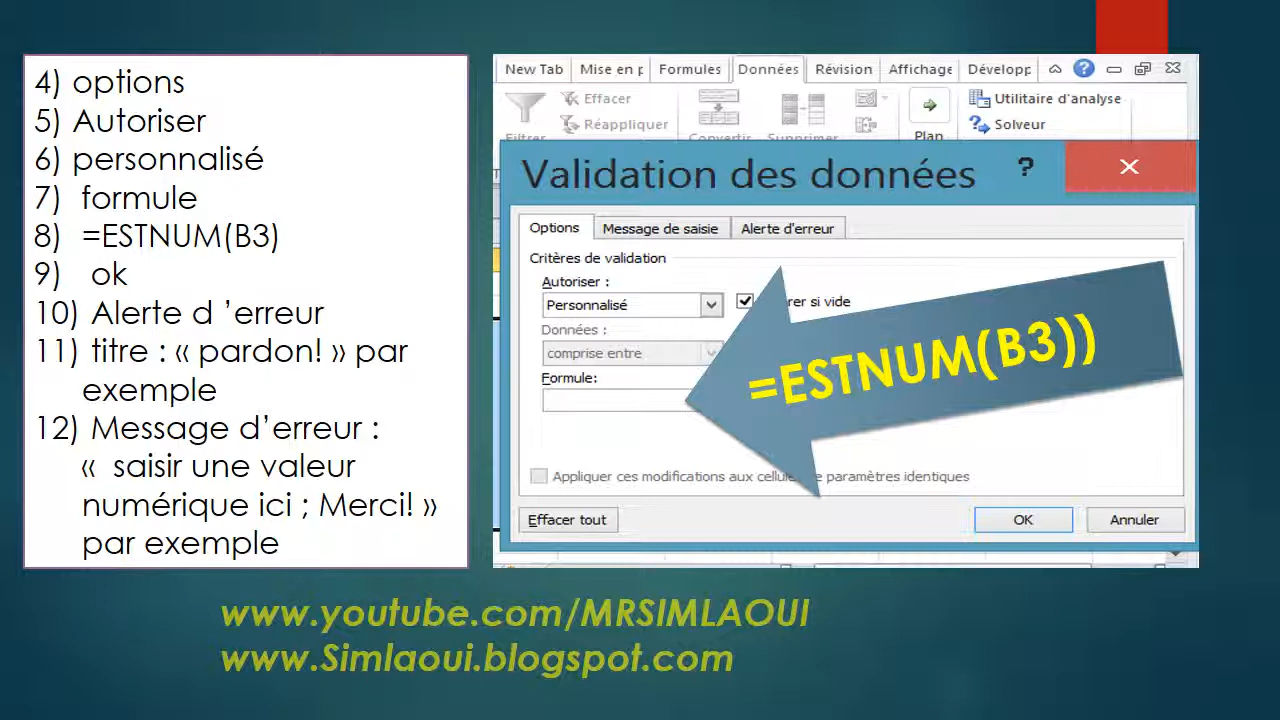 4) options
5) Autoriser
6) personnalisé
7) formule
8) =ESTNUM(B3)
9) ok
10) Alerte d ’erreur
11) titre : « pardon! » par
exemple
12) Message d’erreur :
« saisir une valeur
numérique ici ; Merci! »
par exemple
New Tab Mise en p Formules Données Révision Affichage Développ
Effacer
Réappliquer
Filtrer Convertir Supprimer Plan
Utilitaire d'analyse
Solveur
Validation des données ?
Options Message de saisie Alerte d'erreur
Critères de validation
Autoriser :
Personnalisé
rer si vide
Données :
comprise entre
Formule:
=ESTNUM(B3))
Appliquer ces modifications aux cellule e paramètres identiques
Effacer tout OK Annuler
www.youtube.com/MRSIMLAOUI
www.Simlaoui.blogspot.com